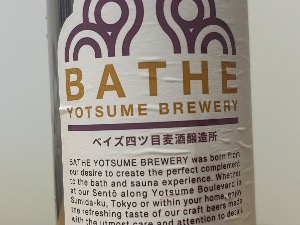 BATHE
YOTSUME BREWERY
ベイズ四ツ目麦酒醸造所
BATHE YOTSUME BREWERY was born from
our desire to create the perfect complement
to the bath and sauna experience. Whether
at our Sentō along Yotsume Boulevard in
Sumida-ku, Tokyo or within your home, enjoy
the refreshing taste of our craft beers made
with the utmost care and attention to detail.